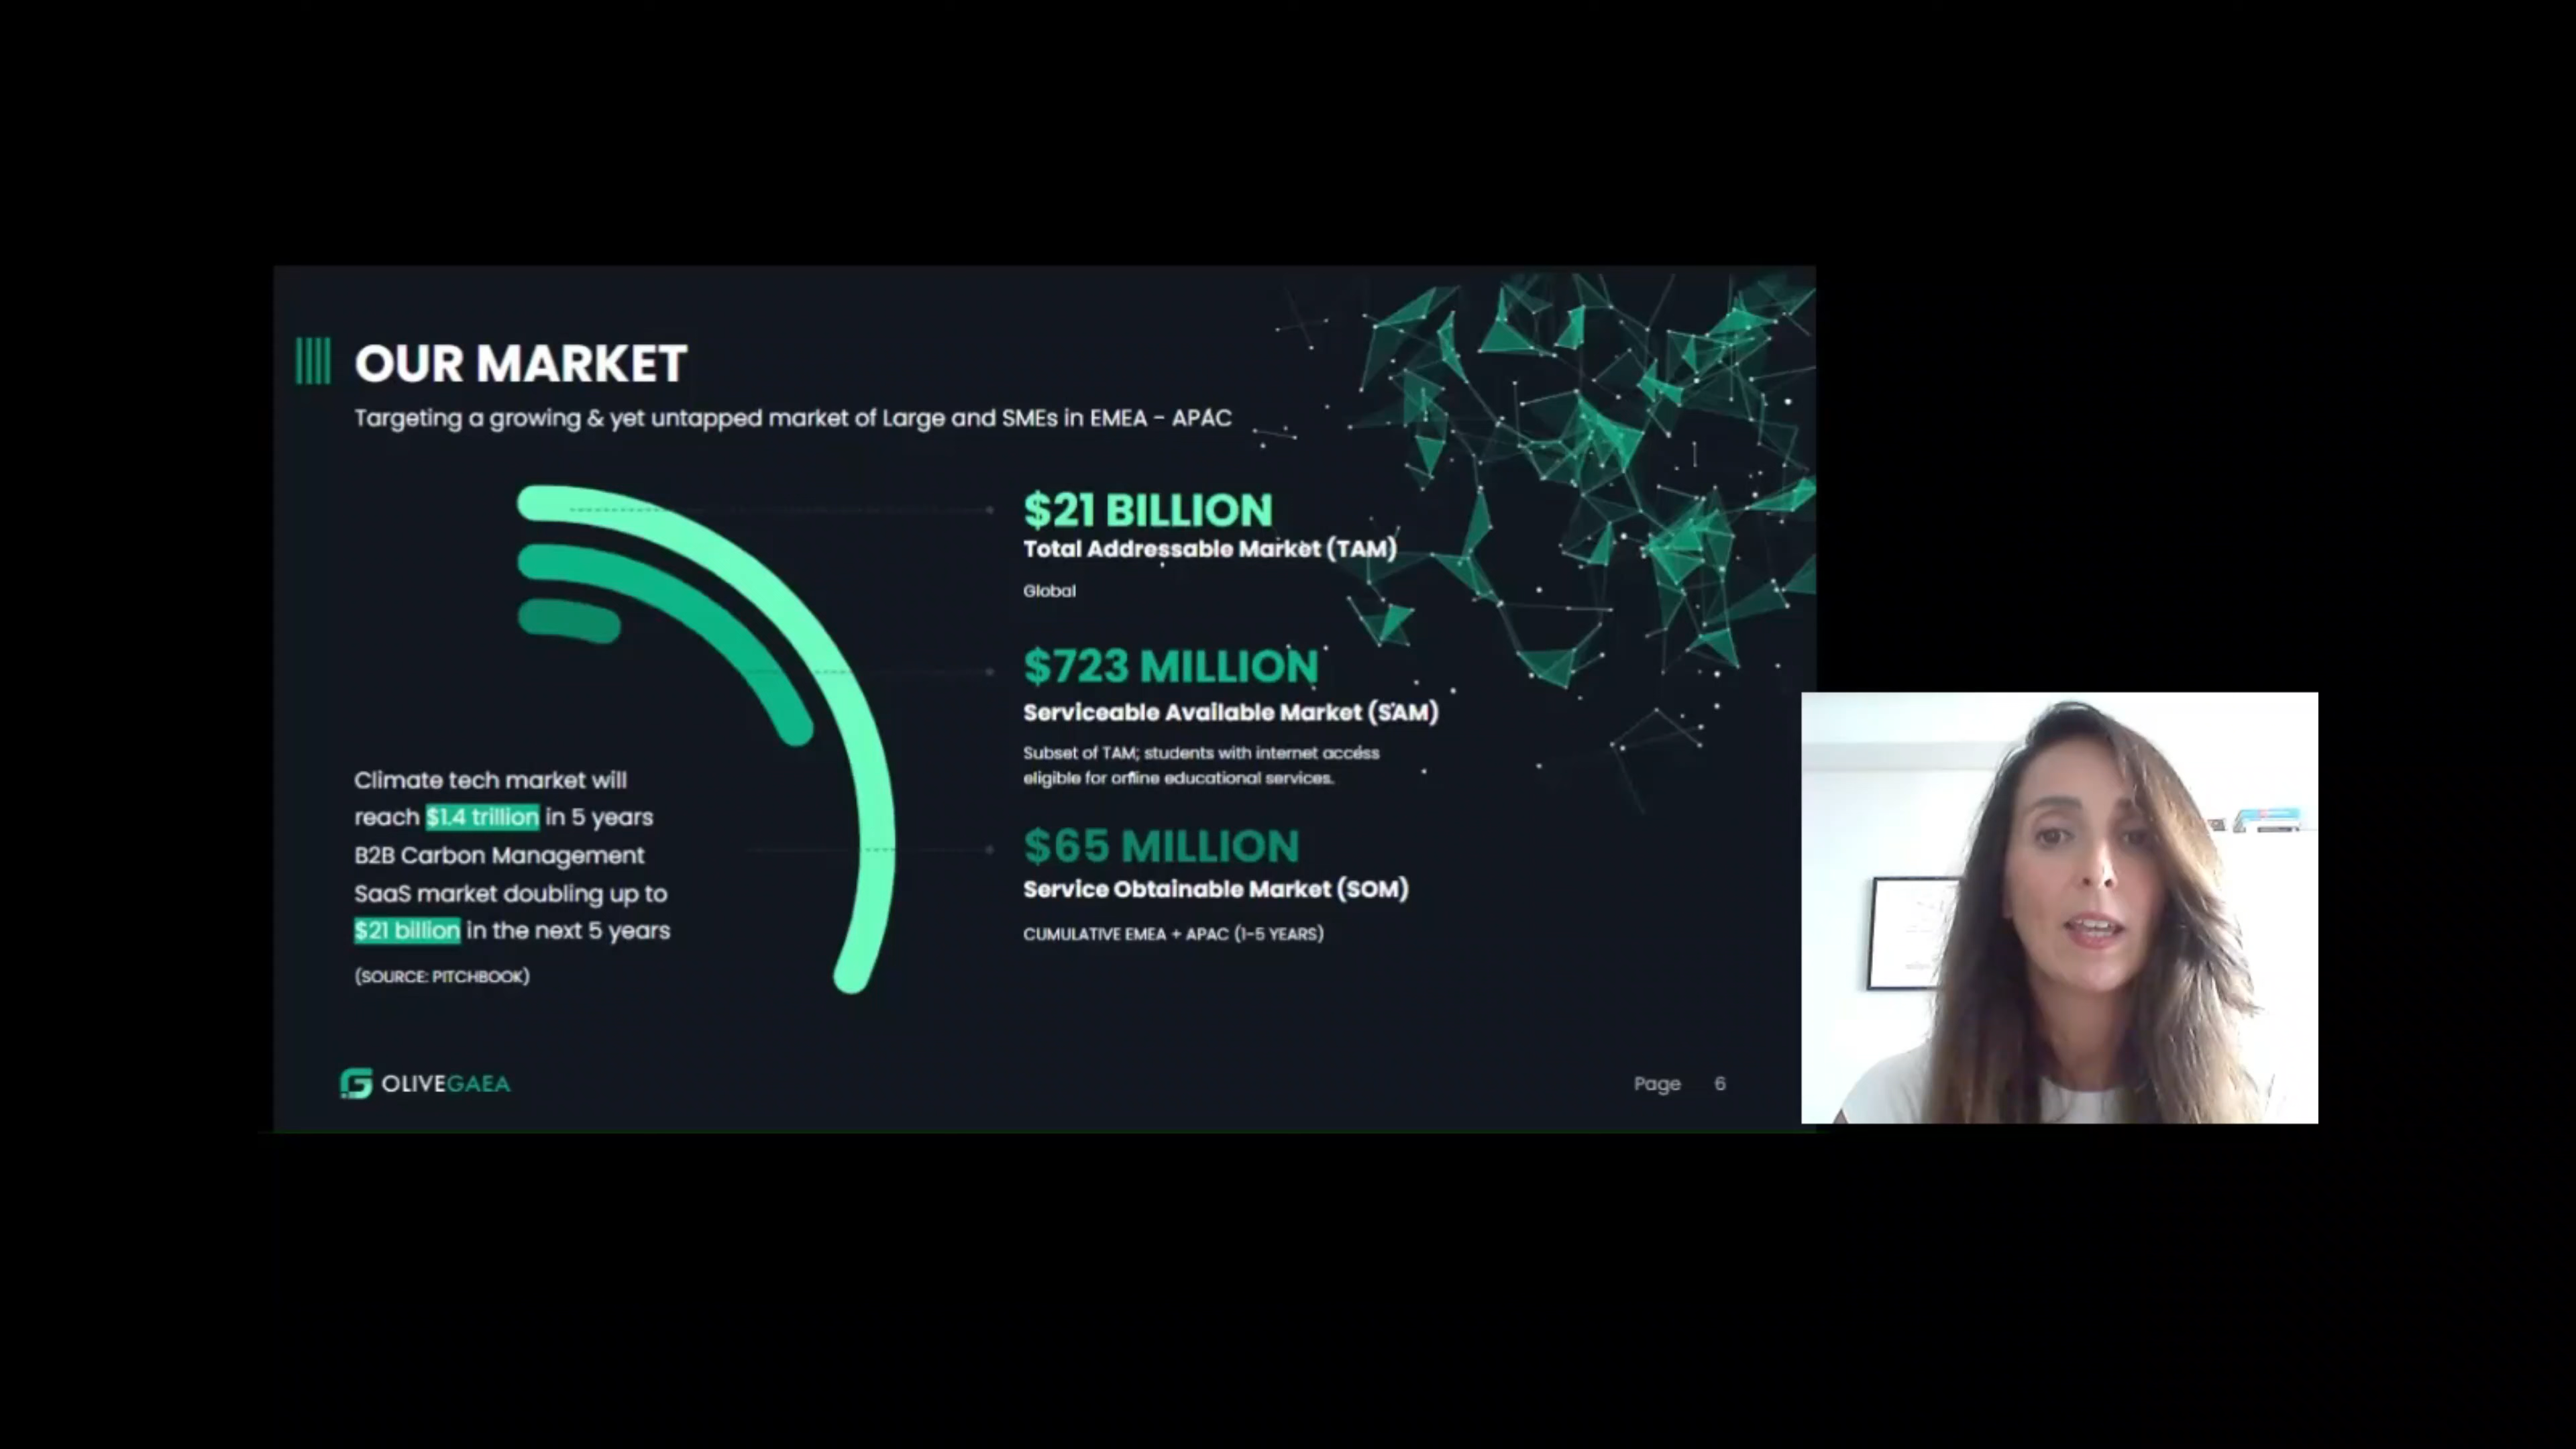 OUR MARKET
Targeting a growing & yet untapped market of Large and SMEs in EMEA - APAC
$21 BILLION
Total Addressable Market (TAM)
Global
$723 MILLION
Serviceable Available Market (SAM)
Subset of TAM; students with internet access
eligible for online educational services.
$65 MILLION
Service Obtainable Market (SOM)
CUMULATIVE EMEA + APAC (1-5 YEARS)
Climate tech market will
reach $1.4 trillion in 5 years
B2B Carbon Management
SaaS market doubling up to
$21 billion in the next 5 years
(SOURCE: PITCHBOOK)
OLIVEGAEA
Page 6